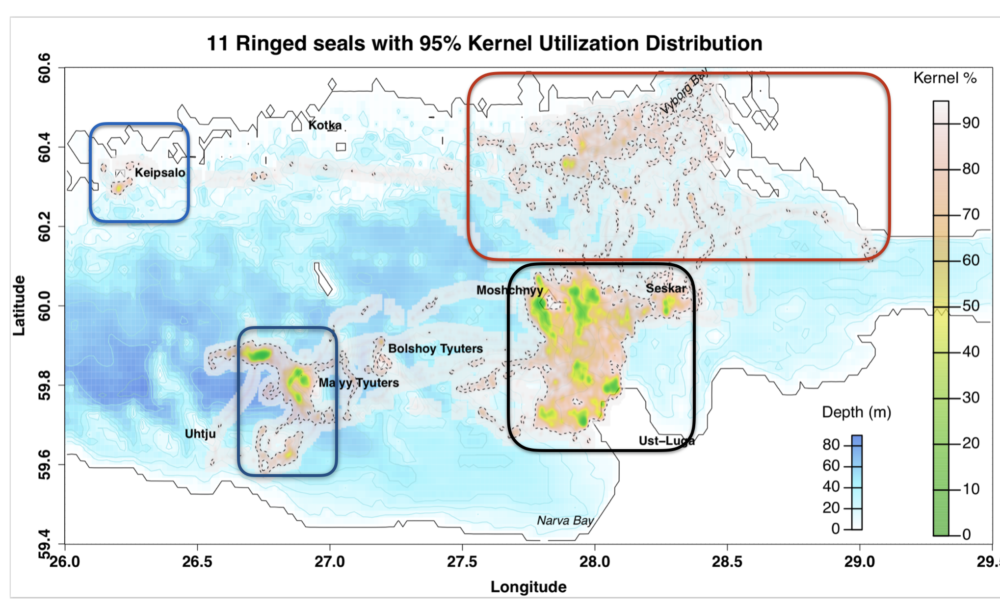 11 Ringed seals with 95% Kernel Utilization Distribution
Kernel %
90
80
70
60
50
40
30
20
10
0
Depth (m)
80
60
40
20
0
Latitude
60.6
60.4
60.2
60.0
59.8
59.6
59.4
Vyborg Bay
Kotka
Keipsalo
Moshchnyy
Seskar
Bolshoy Tyuters
Malyy Tyuters
Uhtju
Ust–Luga
Narva Bay
26.0
26.5
27.0
27.5
28.0
28.5
29.0
Longitude